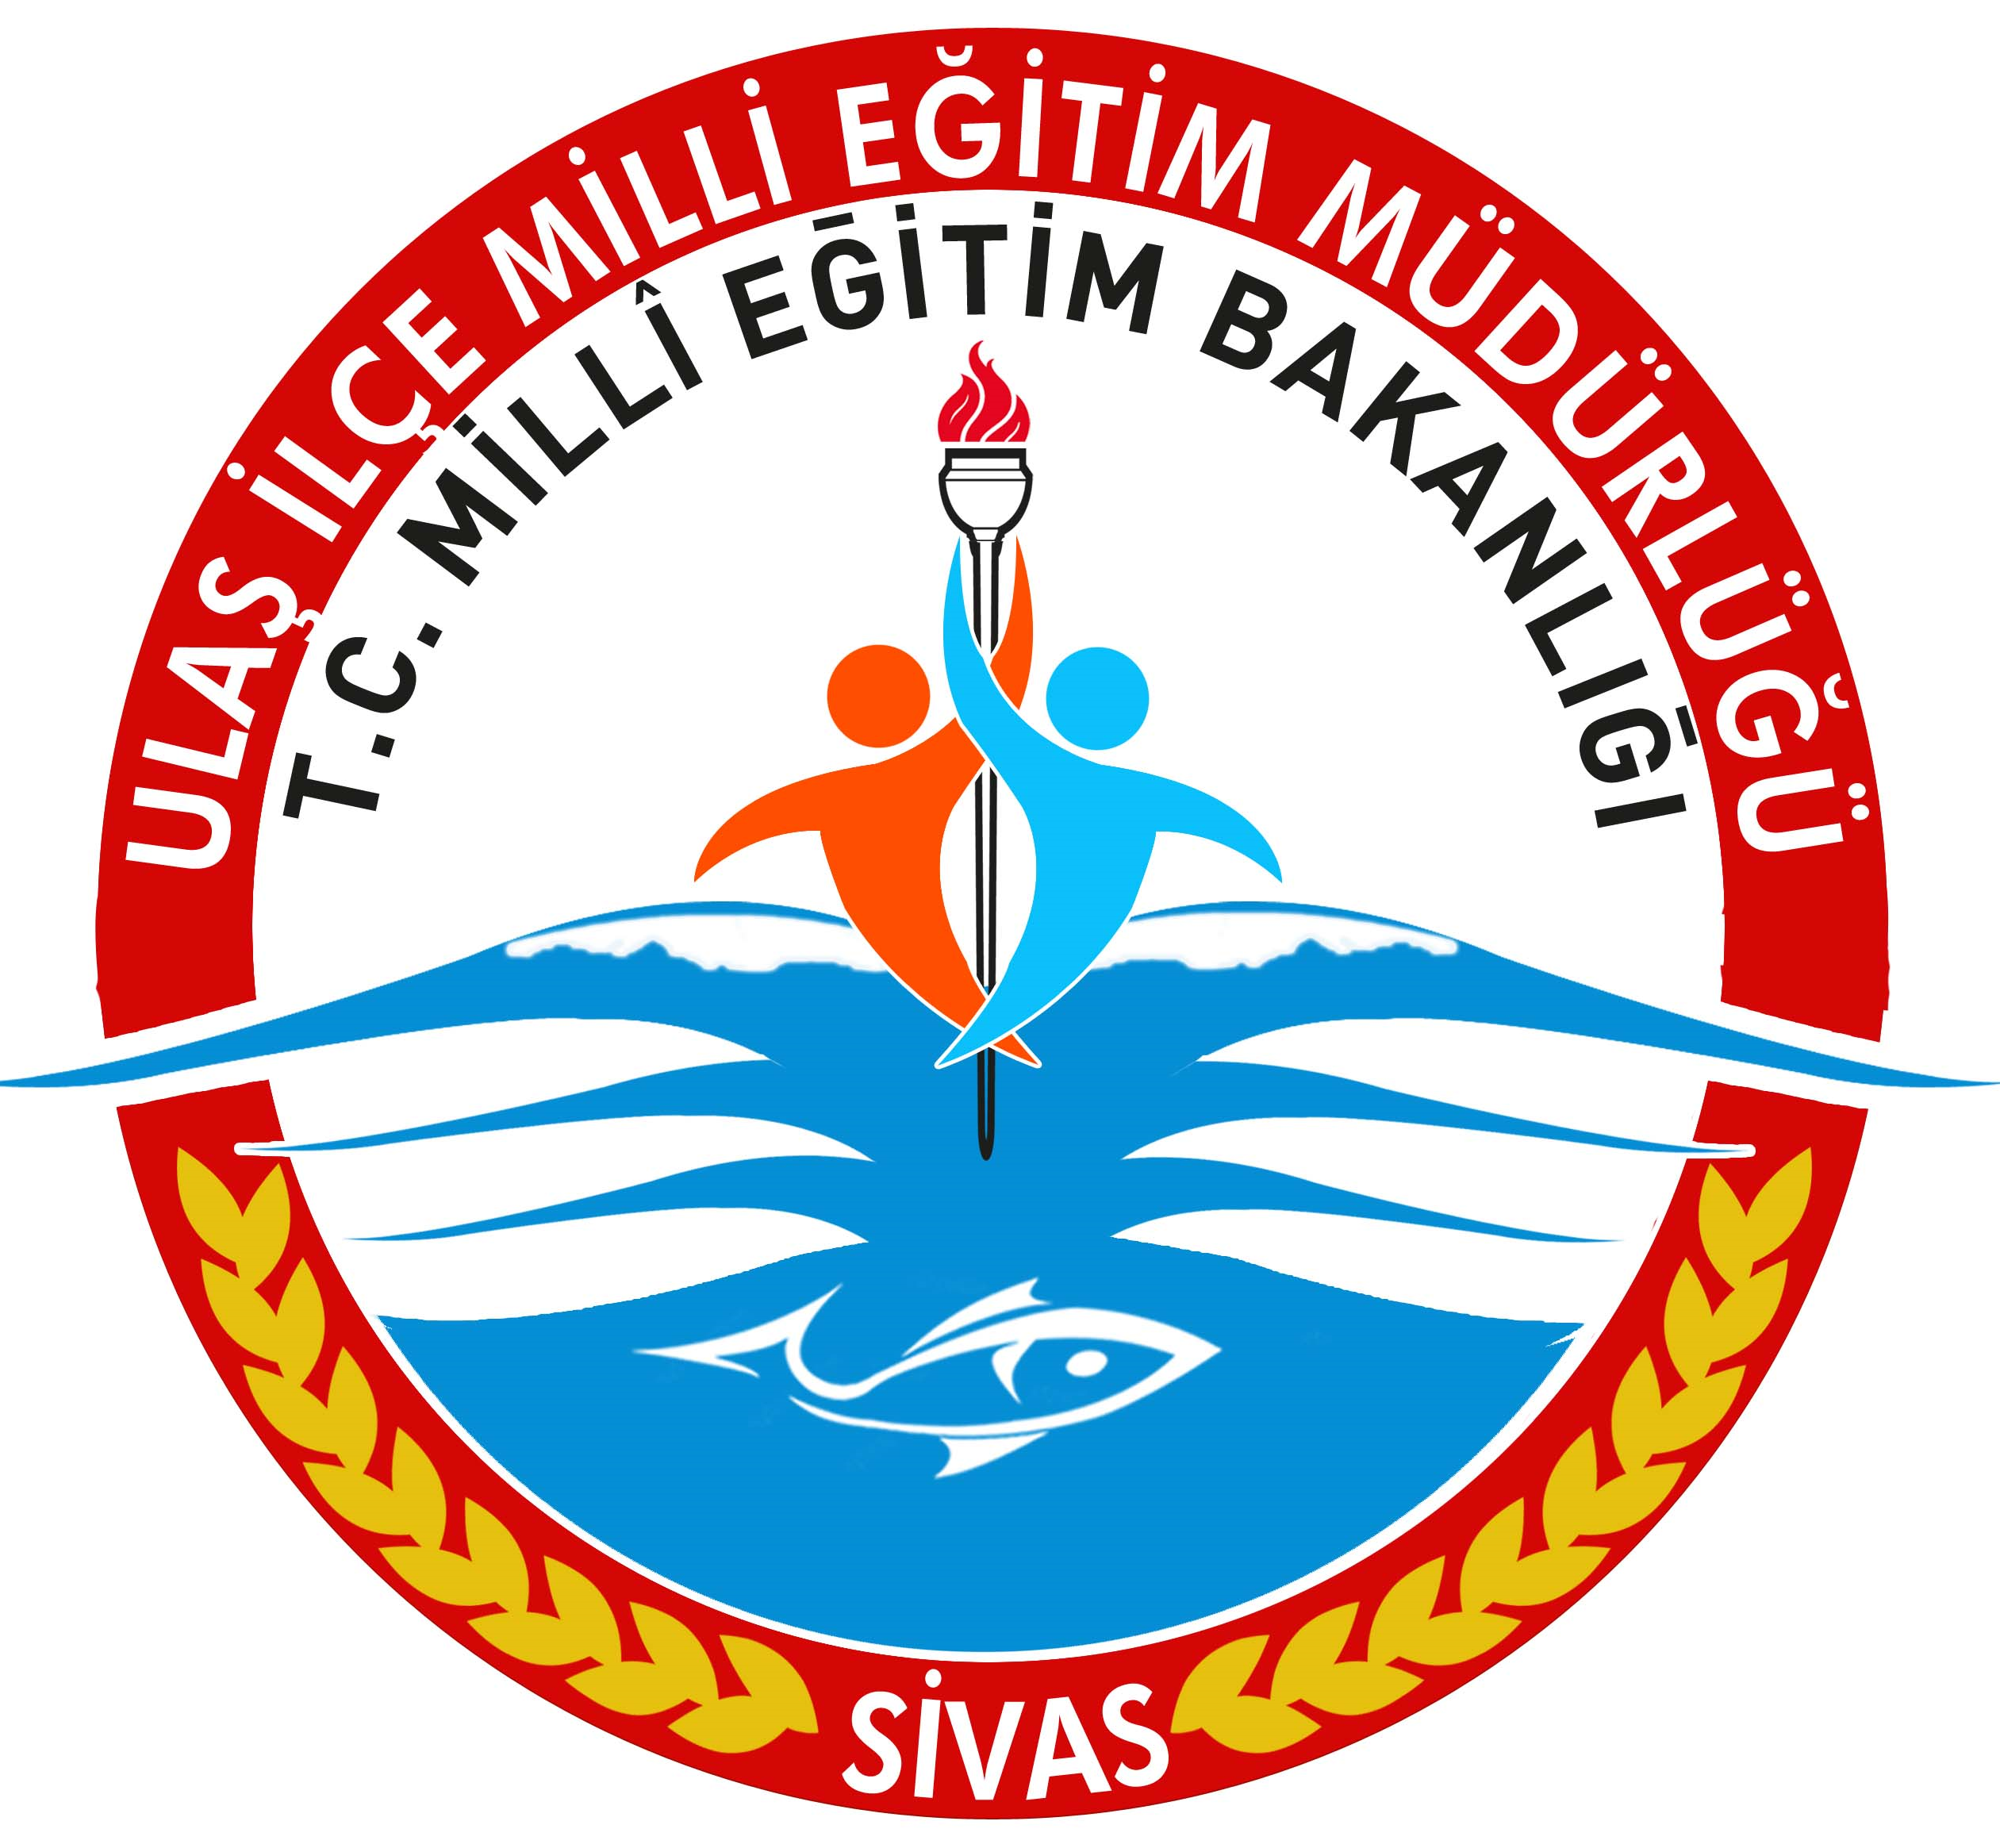 ULAŞ İLÇE MİLLİ EĞİTİM MÜDÜRLÜĞÜ
T.C. MİLLÎ EĞİTİM BAKANLIĞI
SİVAS